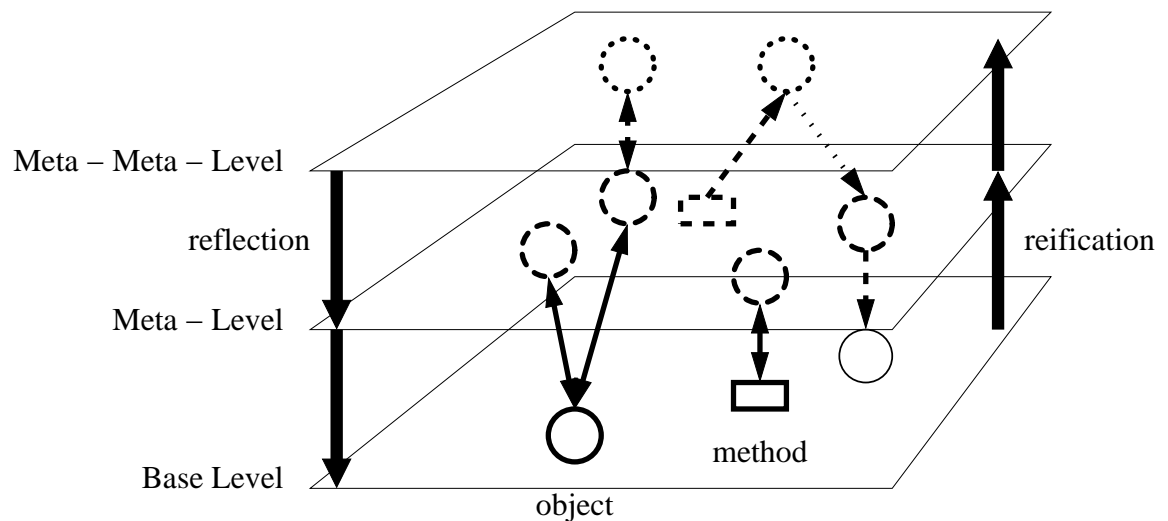 Meta – Meta – Level
reflection
reification
Meta – Level
method
Base Level
object